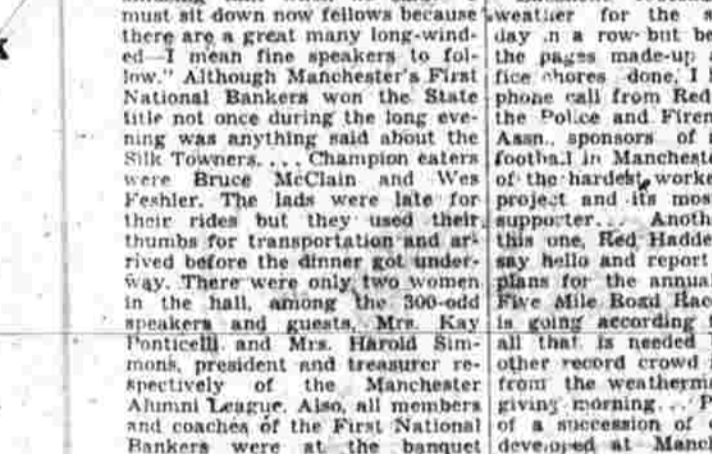 must sit down now fellows because
there are a great many long-wind-
ed—I mean fine speakers to fol-
low." Although Manchester's First
National Bankers won the State
title not once during the long eve-
ning was anything said about the
Silk Towners. . . . Champion eaters
were Bruce McClain and Wes
Feshler. The lads were late for
their rides but they used their
thumbs for transportation and ar-
rived before the dinner got under-
way. There were only two women
in the hall, among the 300-odd
speakers and guests, Mrs. Kay
Ponticelli and Mrs. Harold Sim-
mons, president and treasurer re-
spectively of the Manchester
Alumni League. Also, all members
and coaches of the First National
Bankers were at the banquet
weather for the
day in a row but
the pages made-up
fice chores done, I
phone call from Red
the Police and
Assn., sponsors of
football in
of the hardest
project and its
supporter. . .
this one, Red
say hello and report
plans for the annual
Five Mile Road
is going according
all that is needed
other record crowd
from the
giving morning. . .
of a succession of
developed at